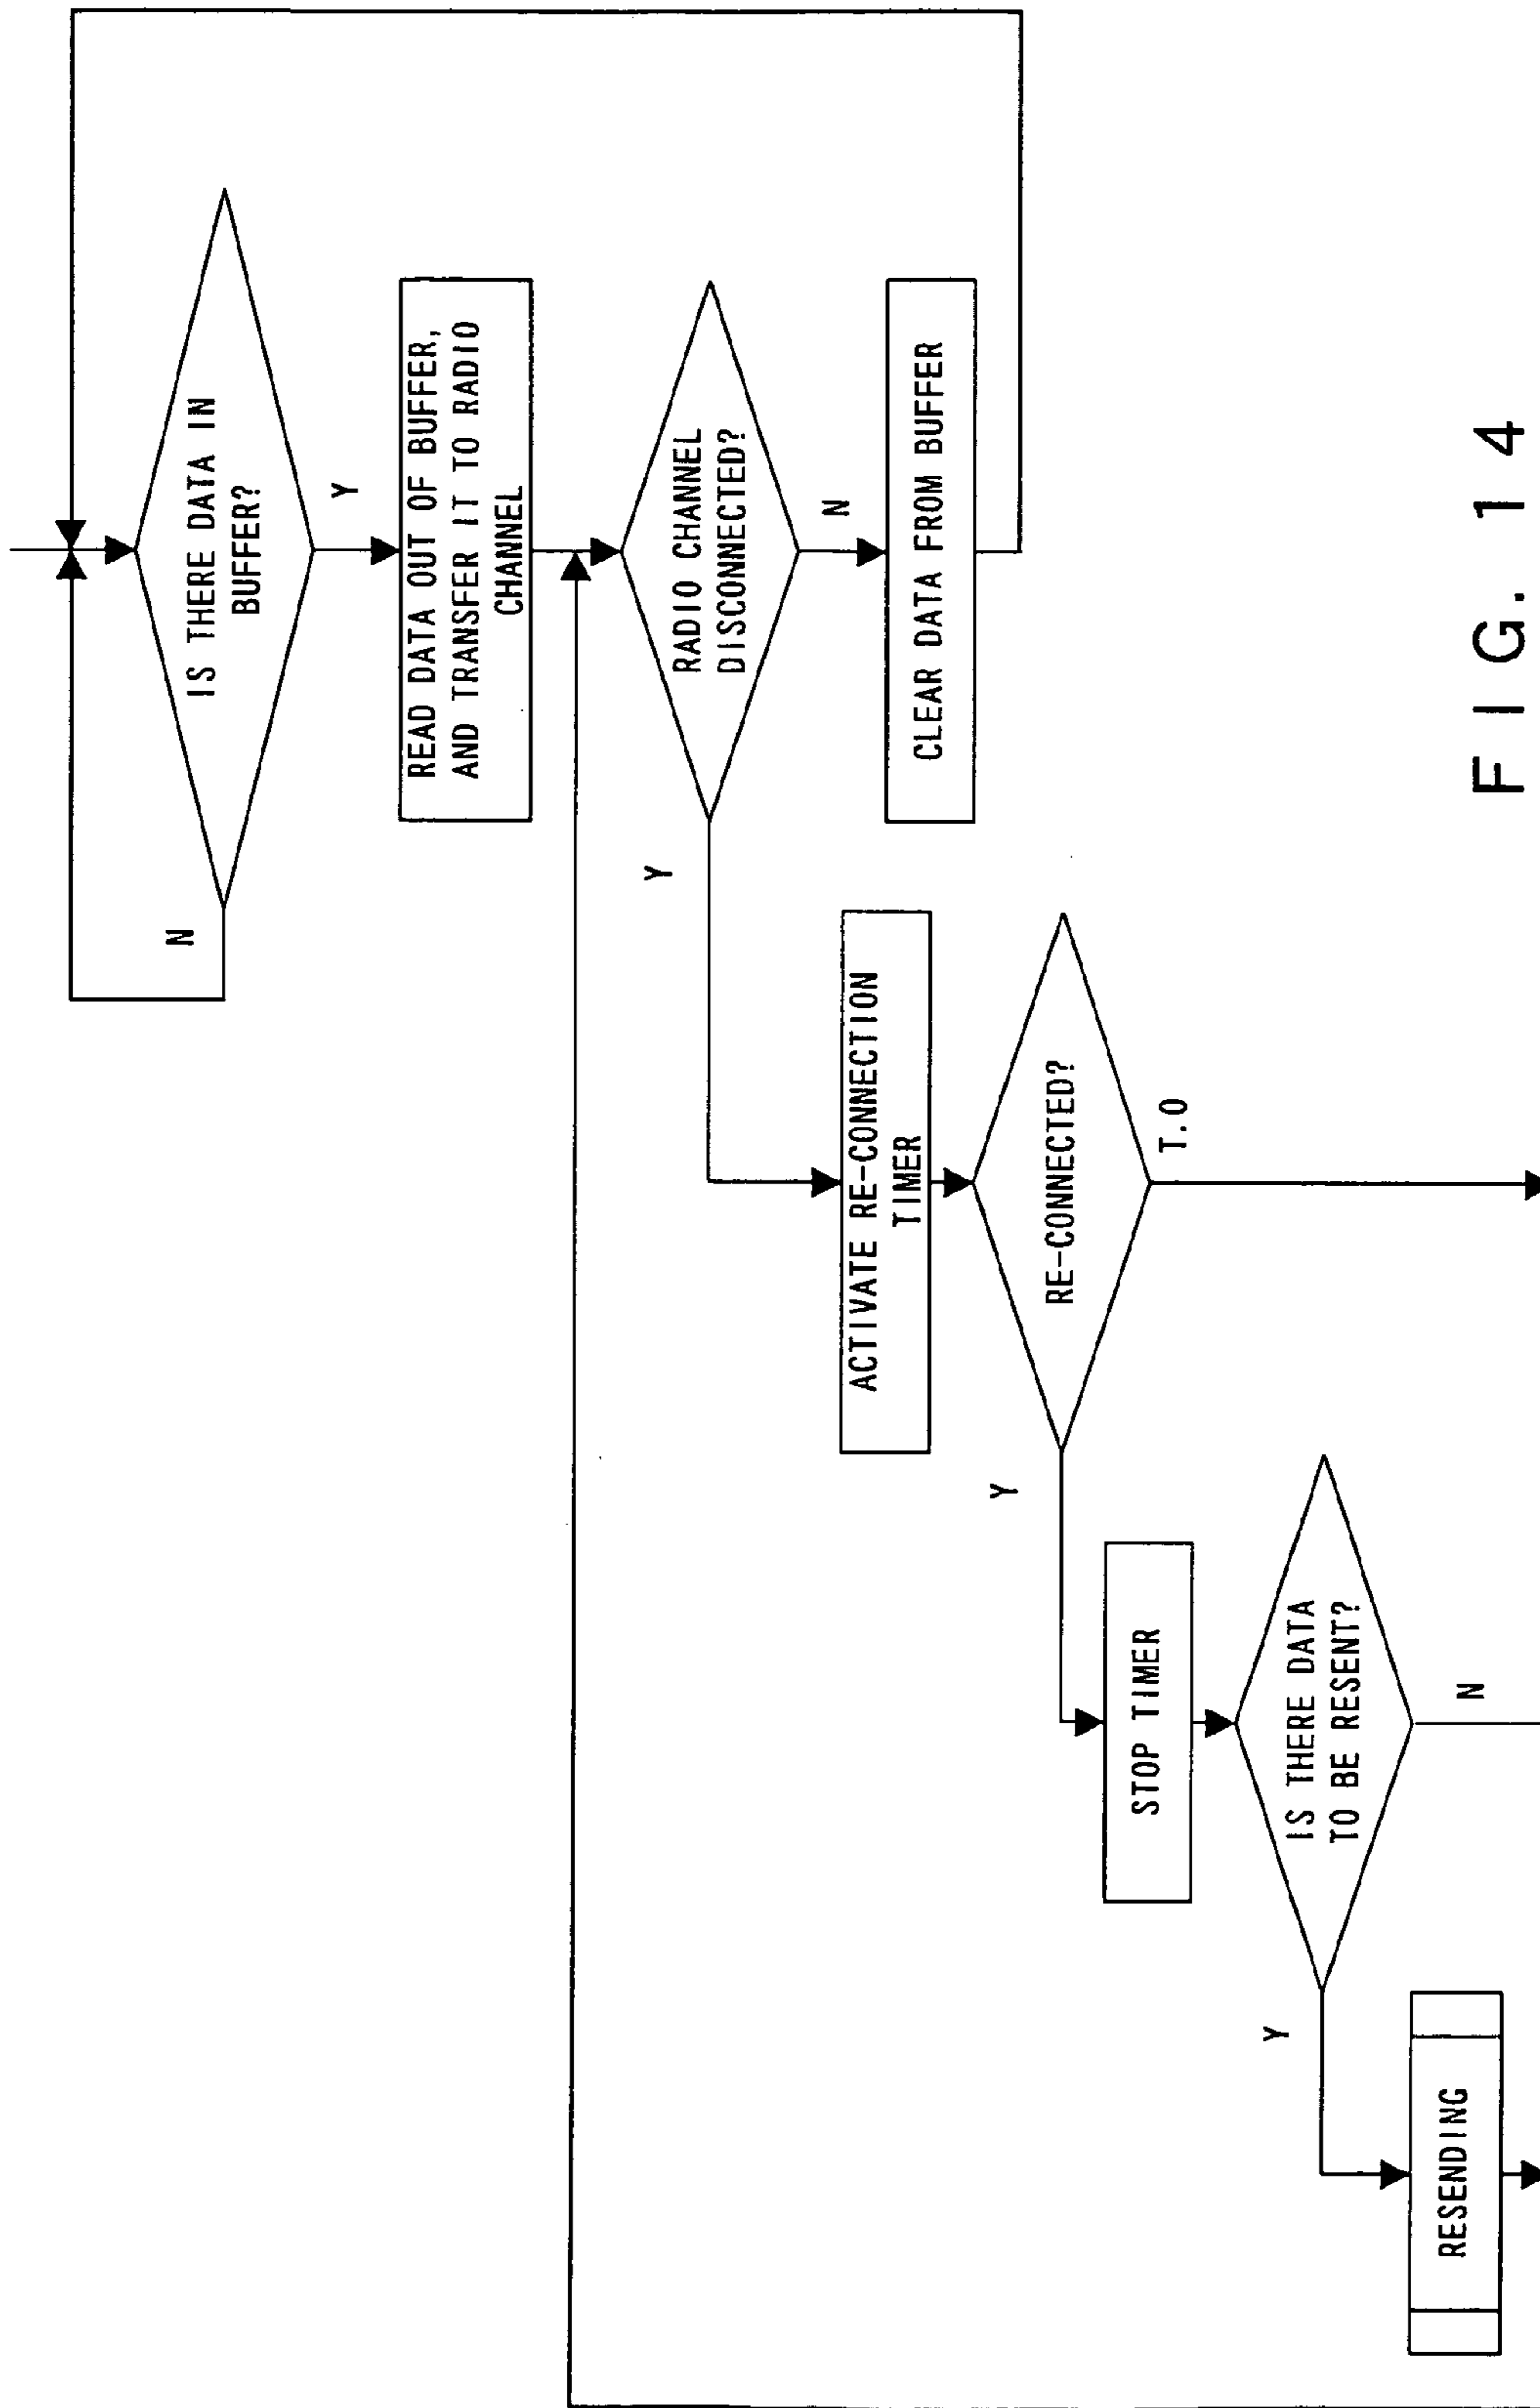 IS THERE DATA IN
BUFFER?
N
Y
READ DATA OUT OF BUFFER,
AND TRANSFER IT TO RADIO
CHANNEL
RADIO CHANNEL
DISCONNECTED?
Y
N
CLEAR DATA FROM BUFFER
ACTIVATE RE-CONNECTION
TIMER
RE-CONNECTED?
Y
T.O
STOP TIMER
IS THERE DATA
TO BE RESENT?
Y
N
RESENDING
FIG. 14